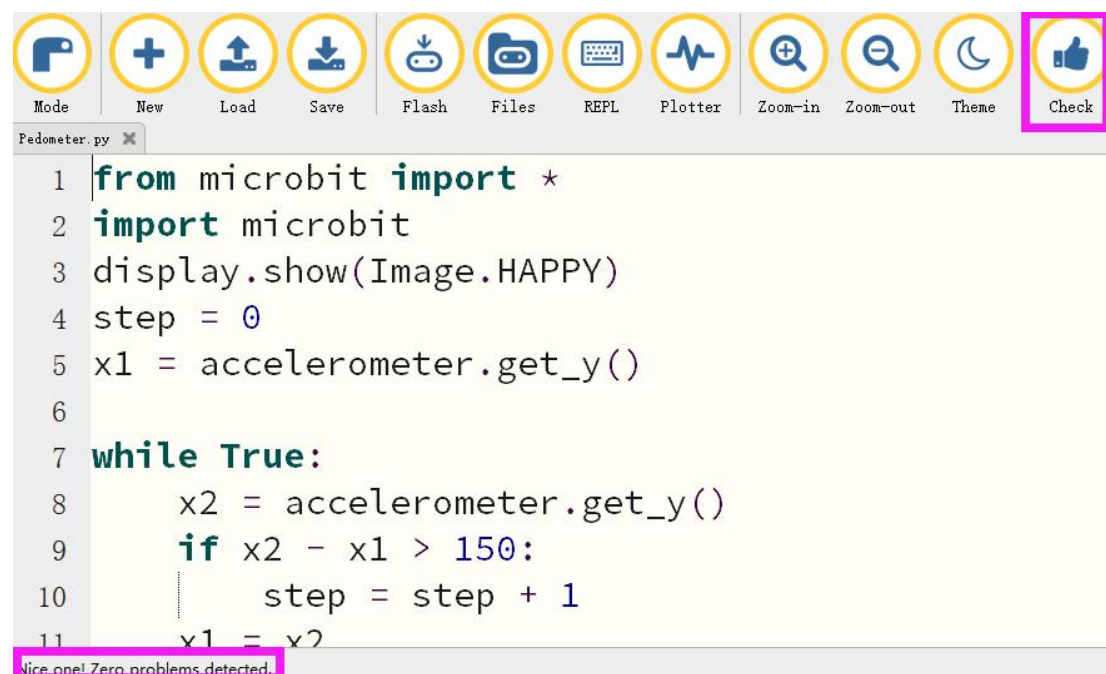 Mode New Load Save Flash Files REPL Plotter Zoom-in Zoom-out Theme Check
Pedometer.py
1 from microbit import *
2 import microbit
3 display.show(Image.HAPPY)
4 step = 0
5 x1 = accelerometer.get_y()
6
7 while True:
8 x2 = accelerometer.get_y()
9 if x2 - x1 > 150:
10 step = step + 1
11 x1 = x2
Nice one! Zero problems detected.